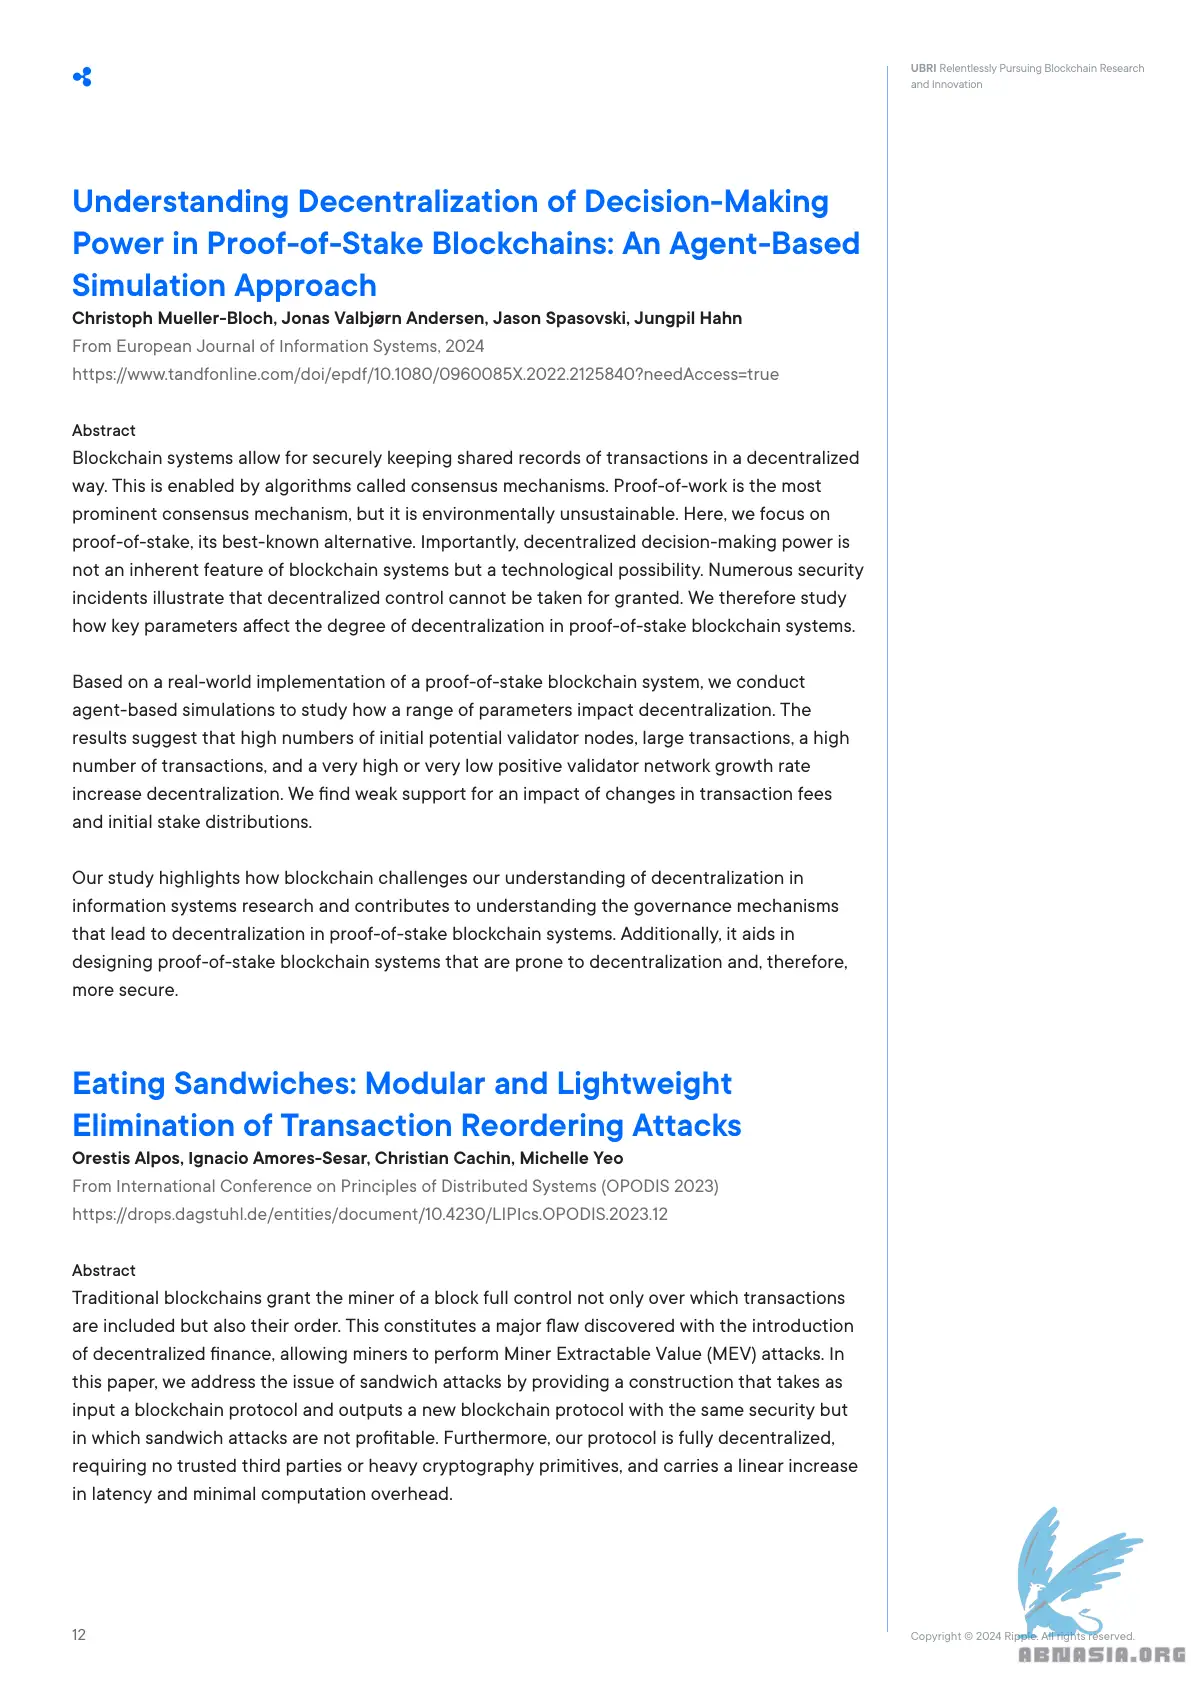 UBRI Relentlessly Pursuing Blockchain Research
and Innovation
Understanding Decentralization of Decision-Making
Power in Proof-of-Stake Blockchains: An Agent-Based
Simulation Approach
Christoph Mueller-Bloch, Jonas Valbjørn Andersen, Jason Spasovski, Jungpil Hahn
From European Journal of Information Systems, 2024
https://www.tandfonline.com/doi/epdf/10.1080/0960085X.2022.2125840?needAccess=true
Abstract
Blockchain systems allow for securely keeping shared records of transactions in a decentralized
way. This is enabled by algorithms called consensus mechanisms. Proof-of-work is the most
prominent consensus mechanism, but it is environmentally unsustainable. Here, we focus on
proof-of-stake, its best-known alternative. Importantly, decentralized decision-making power is
not an inherent feature of blockchain systems but a technological possibility. Numerous security
incidents illustrate that decentralized control cannot be taken for granted. We therefore study
how key parameters affect the degree of decentralization in proof-of-stake blockchain systems.
Based on a real-world implementation of a proof-of-stake blockchain system, we conduct
agent-based simulations to study how a range of parameters impact decentralization. The
results suggest that high numbers of initial potential validator nodes, large transactions, a high
number of transactions, and a very high or very low positive validator network growth rate
increase decentralization. We find weak support for an impact of changes in transaction fees
and initial stake distributions.
Our study highlights how blockchain challenges our understanding of decentralization in
information systems research and contributes to understanding the governance mechanisms
that lead to decentralization in proof-of-stake blockchain systems. Additionally, it aids in
designing proof-of-stake blockchain systems that are prone to decentralization and, therefore,
more secure.
Eating Sandwiches: Modular and Lightweight
Elimination of Transaction Reordering Attacks
Orestis Alpos, Ignacio Amores-Sesar, Christian Cachin, Michelle Yeo
From International Conference on Principles of Distributed Systems (OPODIS 2023)
https://drops.dagstuhl.de/entities/document/10.4230/LIPIcs.OPODIS.2023.12
Abstract
Traditional blockchains grant the miner of a block full control not only over which transactions
are included but also their order. This constitutes a major flaw discovered with the introduction
of decentralized finance, allowing miners to perform Miner Extractable Value (MEV) attacks. In
this paper, we address the issue of sandwich attacks by providing a construction that takes as
input a blockchain protocol and outputs a new blockchain protocol with the same security but
in which sandwich attacks are not profitable. Furthermore, our protocol is fully decentralized,
requiring no trusted third parties or heavy cryptography primitives, and carries a linear increase
in latency and minimal computation overhead.
12
Copyright © 2024 Ripple. All rights reserved.
ABNASIA.ORG